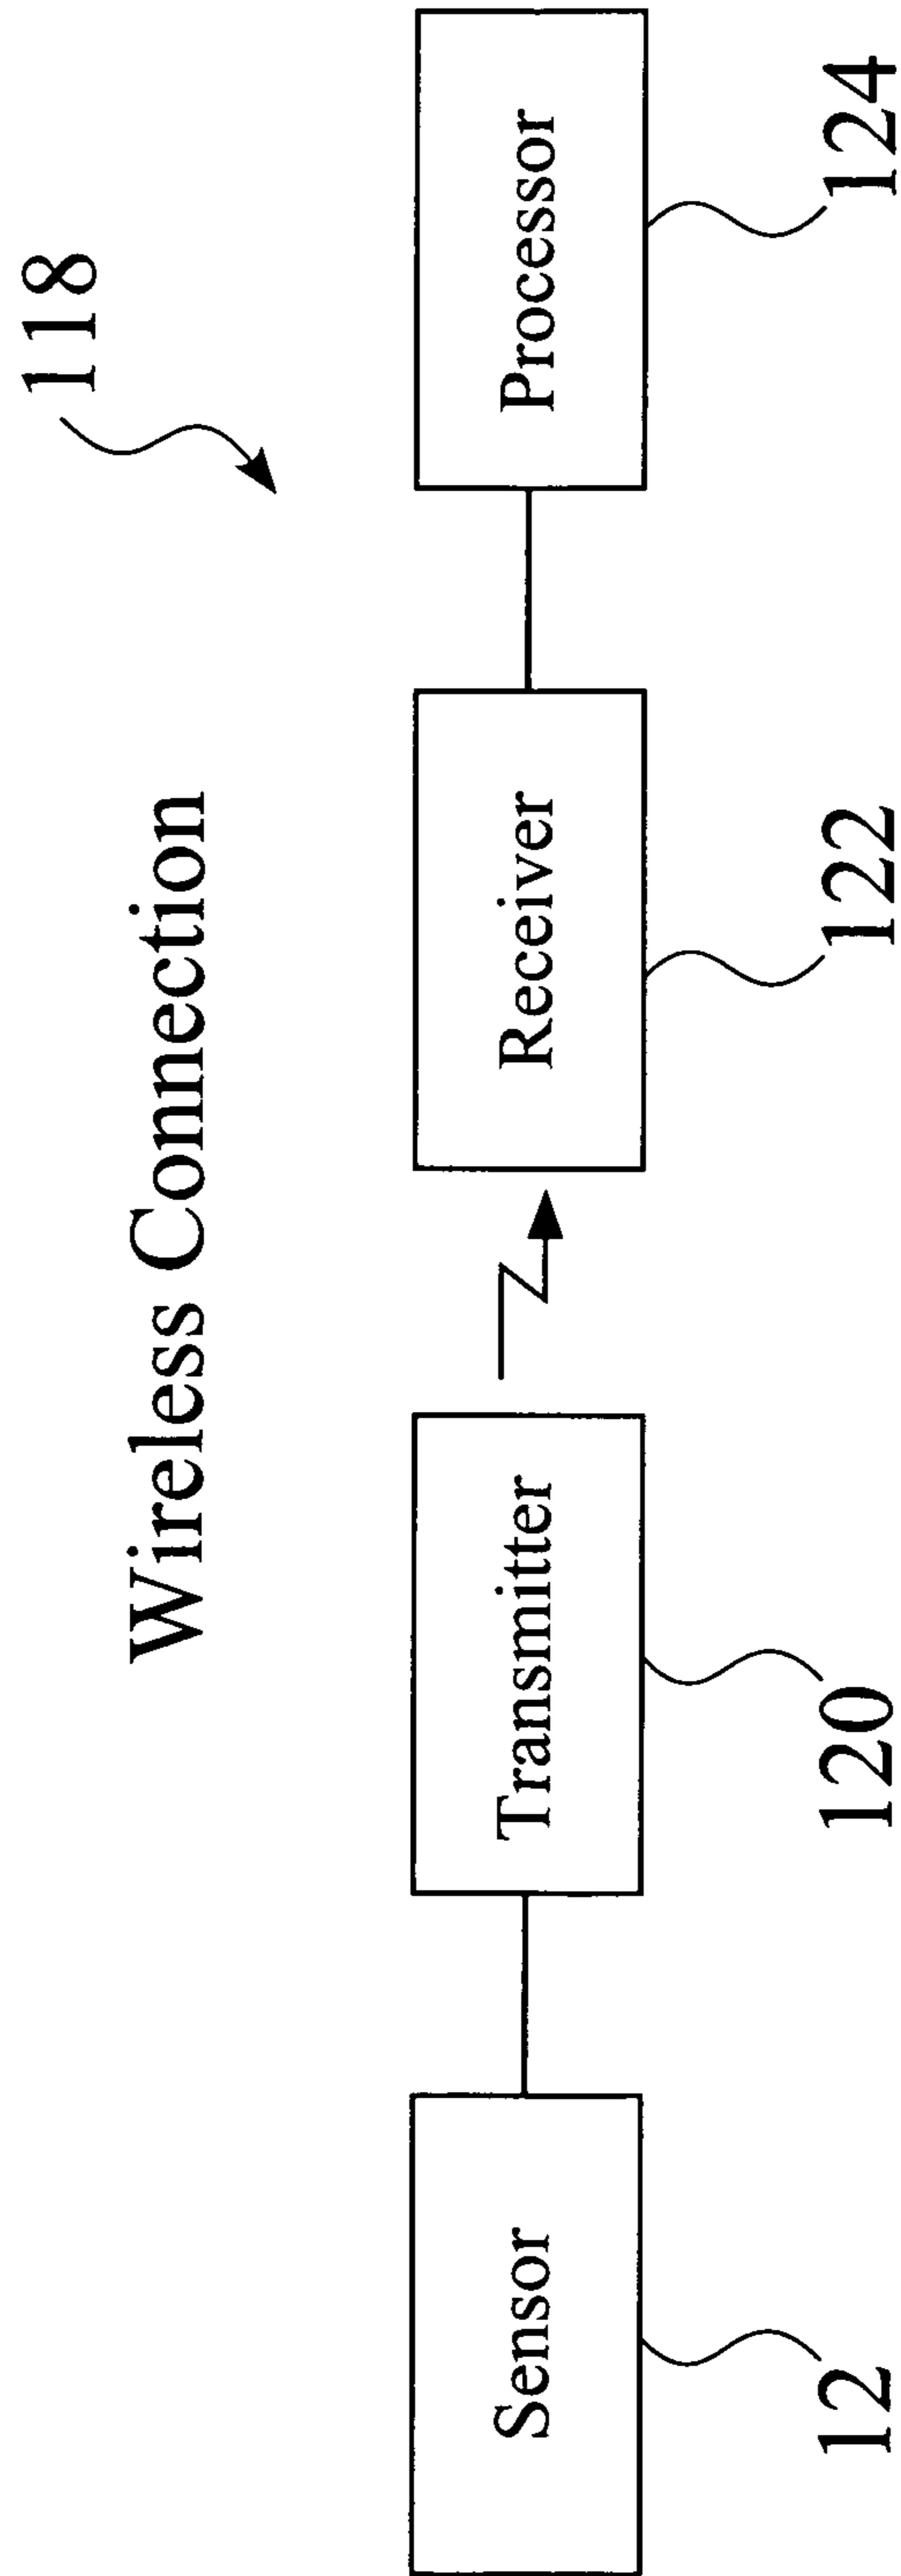 118
Wireless Connection
Sensor
Transmitter
Receiver
Processor
12
120
122
124